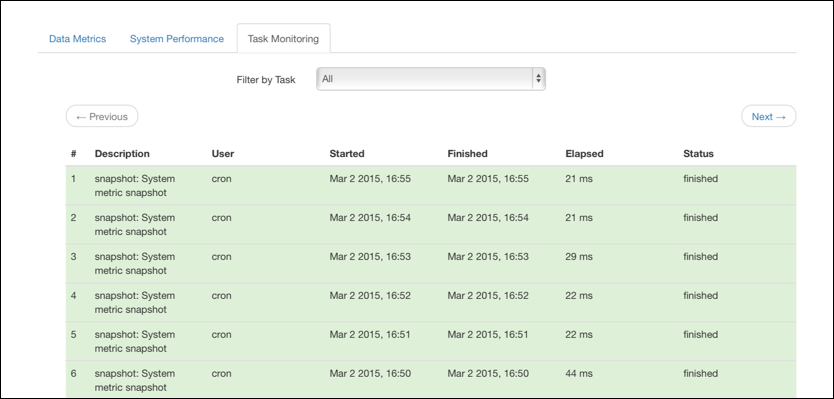 Data Metrics System Performance Task Monitoring
Filter by Task All
← Previous Next →
# Description User Started Finished Elapsed Status
1 snapshot: System cron Mar 2 2015, 16:55 Mar 2 2015, 16:55 21 ms finished
metric snapshot
2 snapshot: System cron Mar 2 2015, 16:54 Mar 2 2015, 16:54 21 ms finished
metric snapshot
3 snapshot: System cron Mar 2 2015, 16:53 Mar 2 2015, 16:53 29 ms finished
metric snapshot
4 snapshot: System cron Mar 2 2015, 16:52 Mar 2 2015, 16:52 22 ms finished
metric snapshot
5 snapshot: System cron Mar 2 2015, 16:51 Mar 2 2015, 16:51 22 ms finished
metric snapshot
6 snapshot: System cron Mar 2 2015, 16:50 Mar 2 2015, 16:50 44 ms finished
metric snapshot